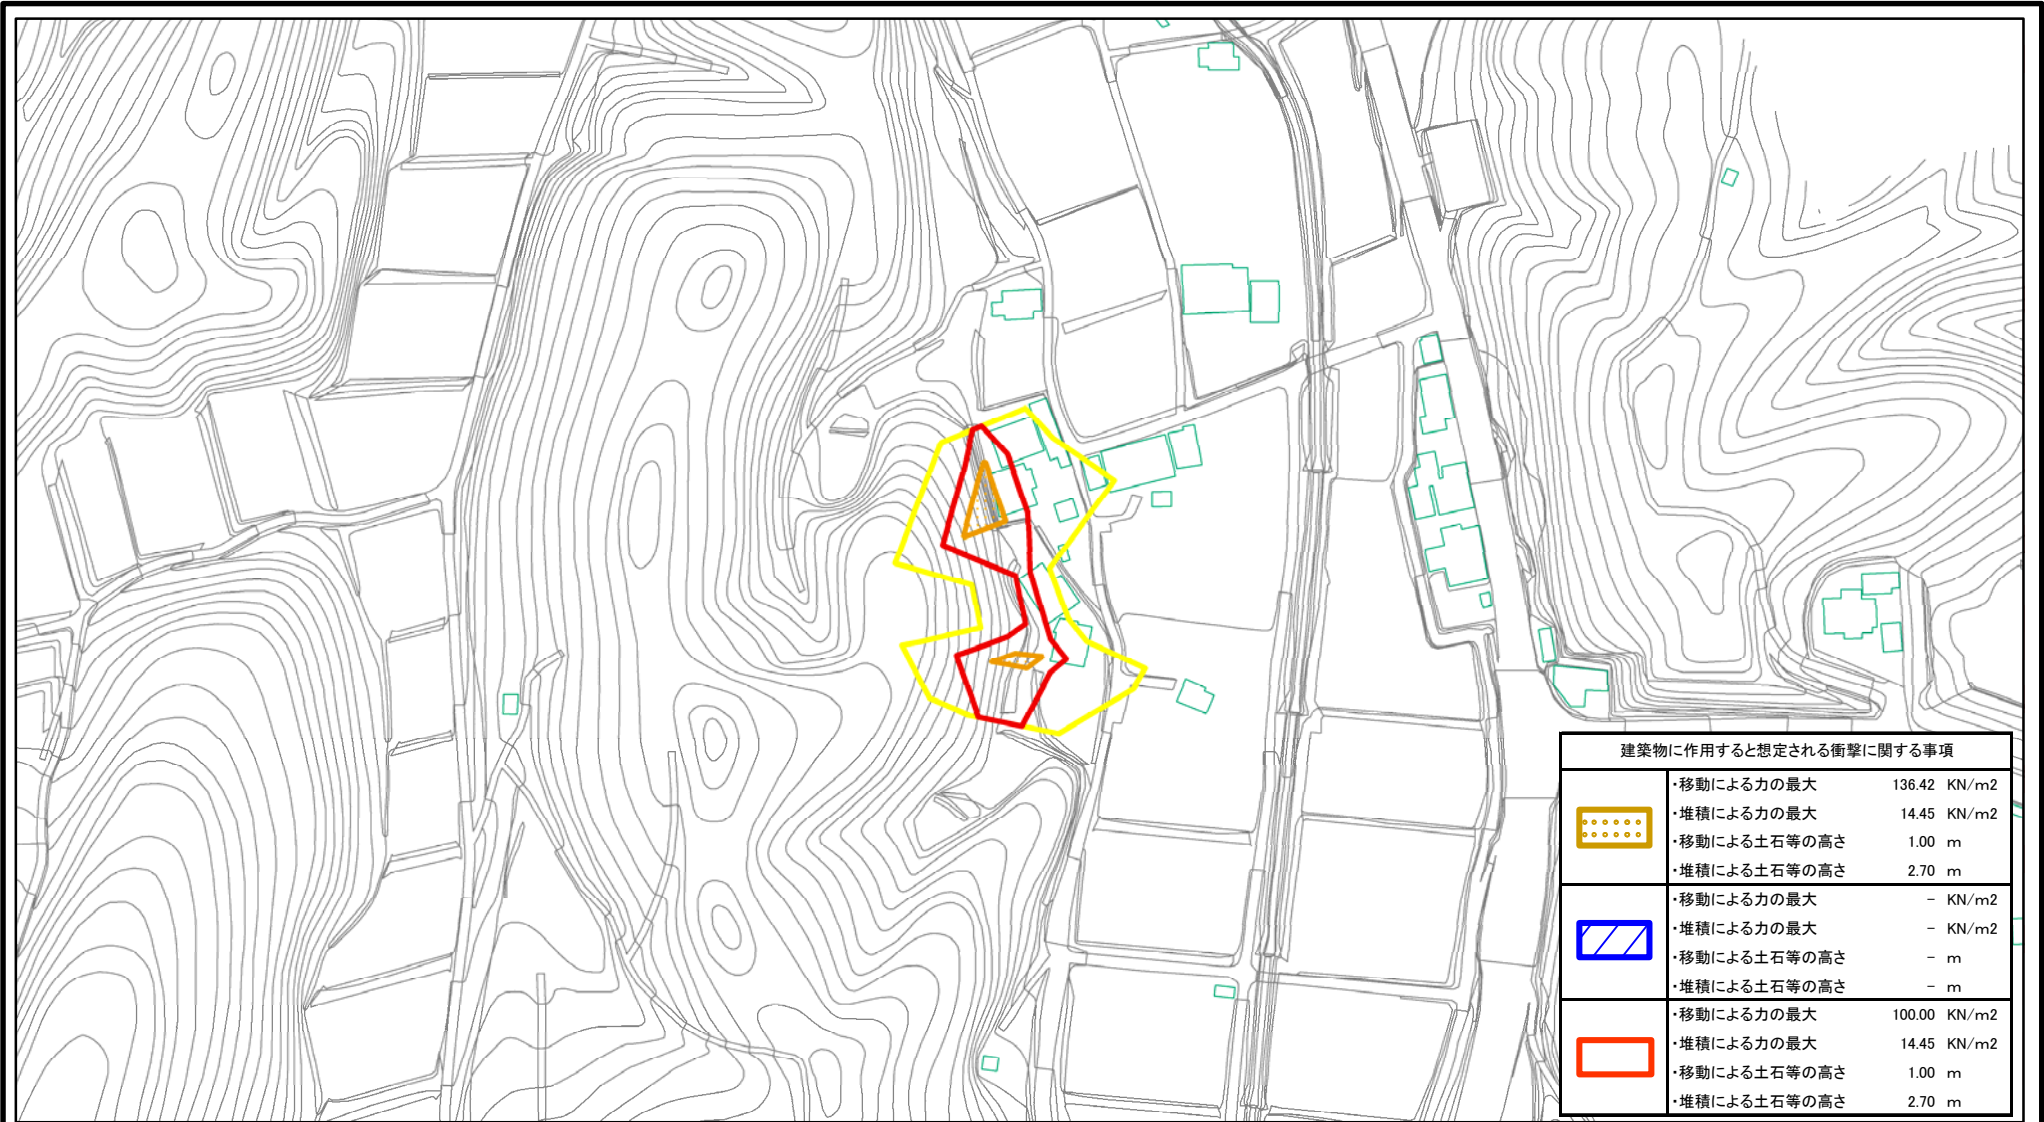 建築物に作用すると想定される衝撃に関する事項
・移動による力の最大 136.42 KN/m2
・堆積による力の最大 14.45 KN/m2
・移動による土石等の高さ 1.00 m
・堆積による土石等の高さ 2.70 m
・移動による力の最大 － KN/m2
・堆積による力の最大 － KN/m2
・移動による土石等の高さ － m
・堆積による土石等の高さ － m
・移動による力の最大 100.00 KN/m2
・堆積による力の最大 14.45 KN/m2
・移動による土石等の高さ 1.00 m
・堆積による土石等の高さ 2.70 m